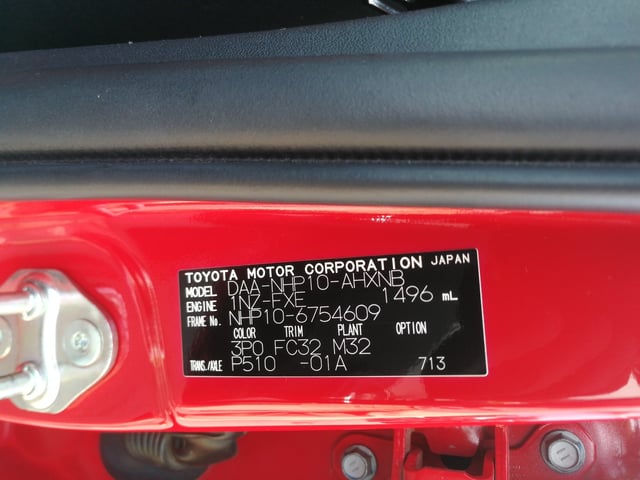 TOYOTA MOTOR CORPORATION JAPAN
MODEL DAA-NHP10-AHXNB
ENGINE 1NZ-FXE 1496 mL
FRAME No. NHP10-6754609
COLOR TRIM PLANT OPTION
3P0 FC32 M32
TRANS./AXLE P510 -01A 713